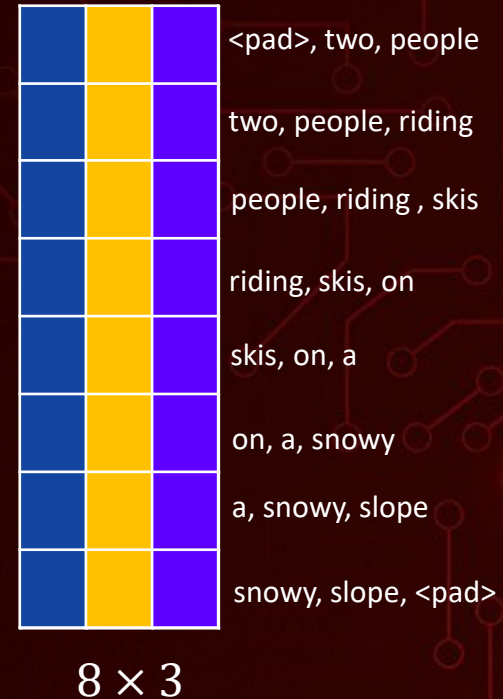 <pad>, two, people
two, people, riding
people, riding , skis
riding, skis, on
skis, on, a
on, a, snowy
a, snowy, slope
snowy, slope, <pad>
8 × 3